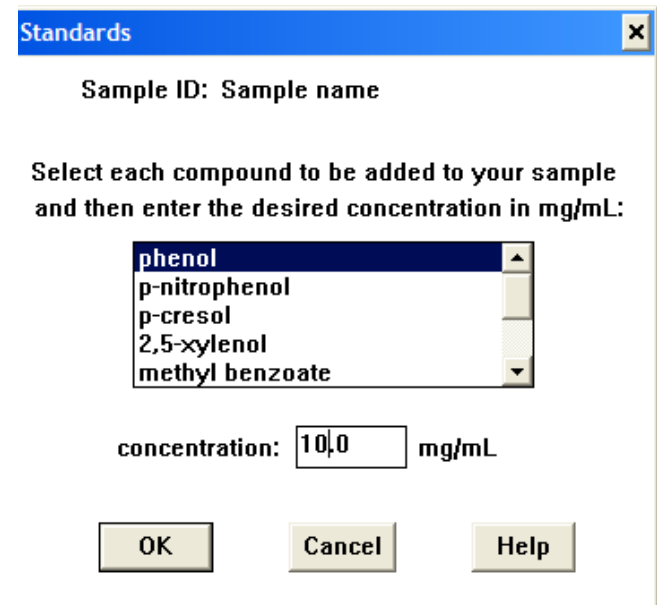 Standards
Sample ID: Sample name
Select each compound to be added to your sample
and then enter the desired concentration in mg/mL:
phenol
p-nitrophenol
p-cresol
2,5-xylenol
methyl benzoate
concentration: 10.0 mg/mL
OK Cancel Help